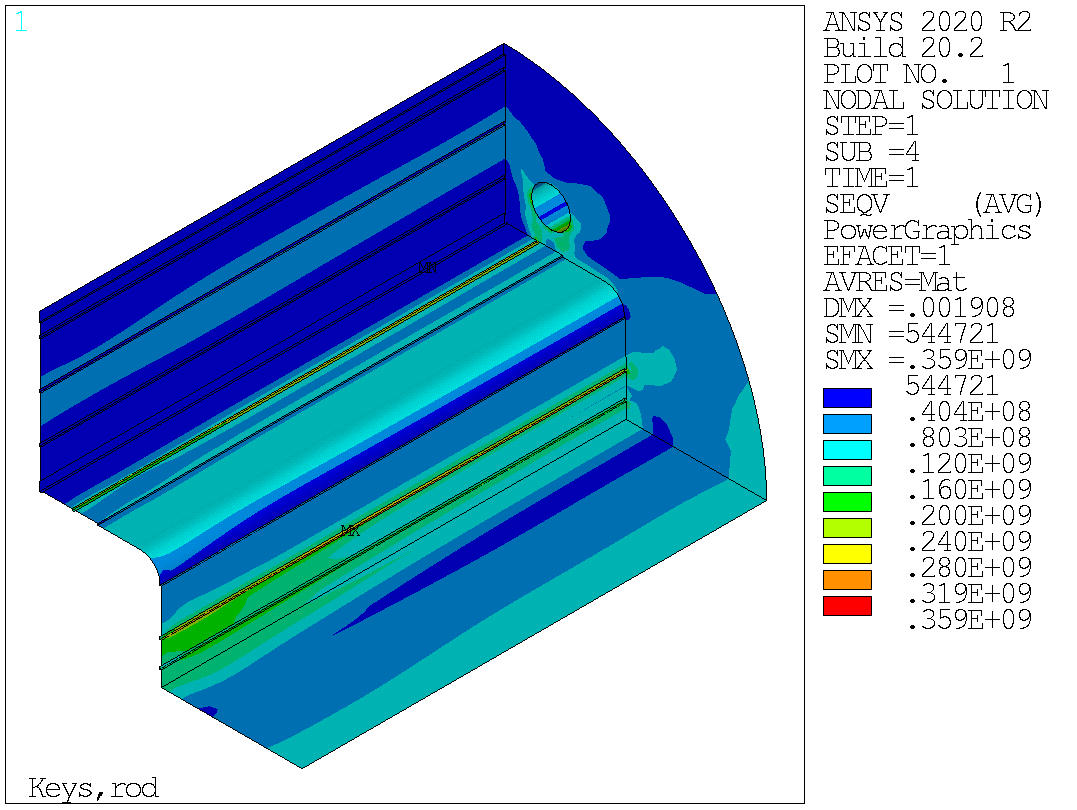 1
ANSYS 2020 R2
Build 20.2
PLOT NO. 1
NODAL SOLUTION
STEP=1
SUB =4
TIME=1
SEQV (AVG)
PowerGraphics
EFACET=1
AVRES=Mat
DMX =.001908
SMN =544721
SMX =.359E+09
544721
.404E+08
.803E+08
.120E+09
.160E+09
.200E+09
.240E+09
.280E+09
.319E+09
.359E+09
MX
Keys,rod